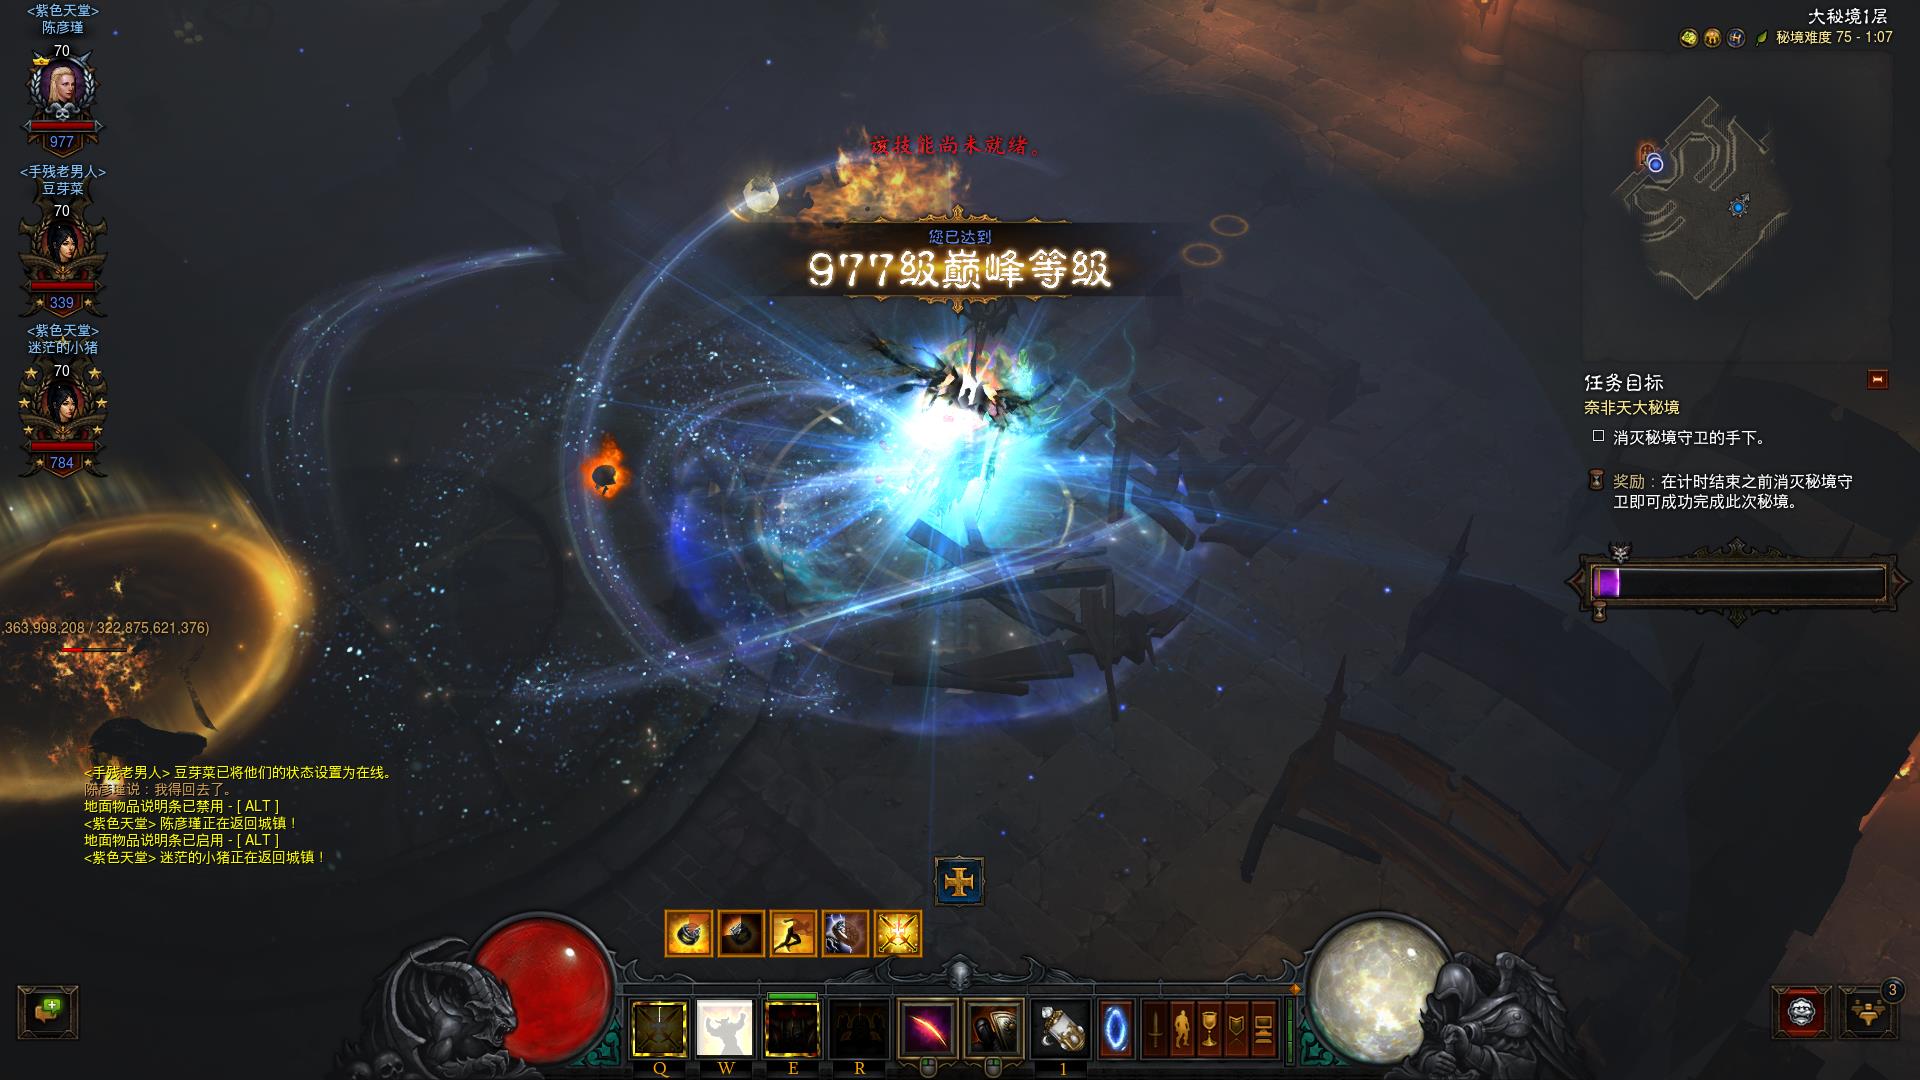 <紫色天堂>
陈彦瑾
70
977
<手残老男人>
豆芽菜
70
339
<紫色天堂>
迷茫的小猪
70
784
大秘境1层
秘境难度 75 - 1:07
该技能尚未就绪。
您已达到
977级巅峰等级
任务目标
奈非天大秘境
消灭秘境守卫的手下。
奖励：在计时结束之前消灭秘境守
卫即可成功完成此次秘境。
,363,998,208 / 322,875,621,376)
<手残老男人> 豆芽菜已将他们的状态设置为在线。
陈彦瑾说：我得回去了。
地面物品说明条已禁用 - [ ALT ]
<紫色天堂> 陈彦瑾正在返回城镇！
地面物品说明条已启用 - [ ALT ]
<紫色天堂> 迷茫的小猪正在返回城镇！
Q W E R 1
3